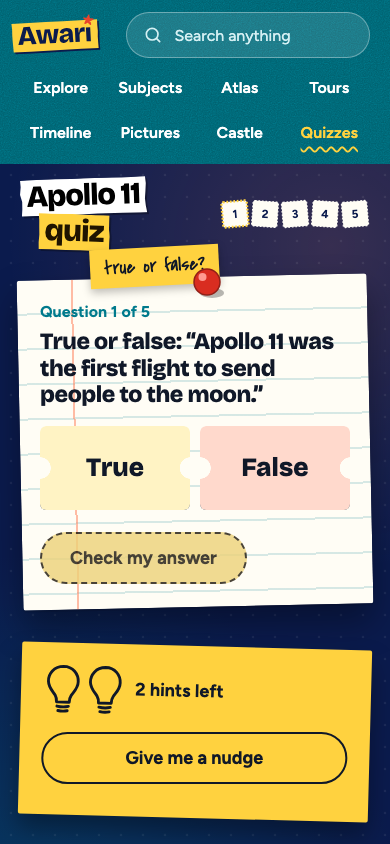 Awari
Search anything
Explore Subjects Atlas Tours
Timeline Pictures Castle Quizzes
Apollo 11
quiz
1 2 3 4 5
true or false?
Question 1 of 5
True or false: “Apollo 11 was
the first flight to send
people to the moon.”
True False
Check my answer
2 hints left
Give me a nudge